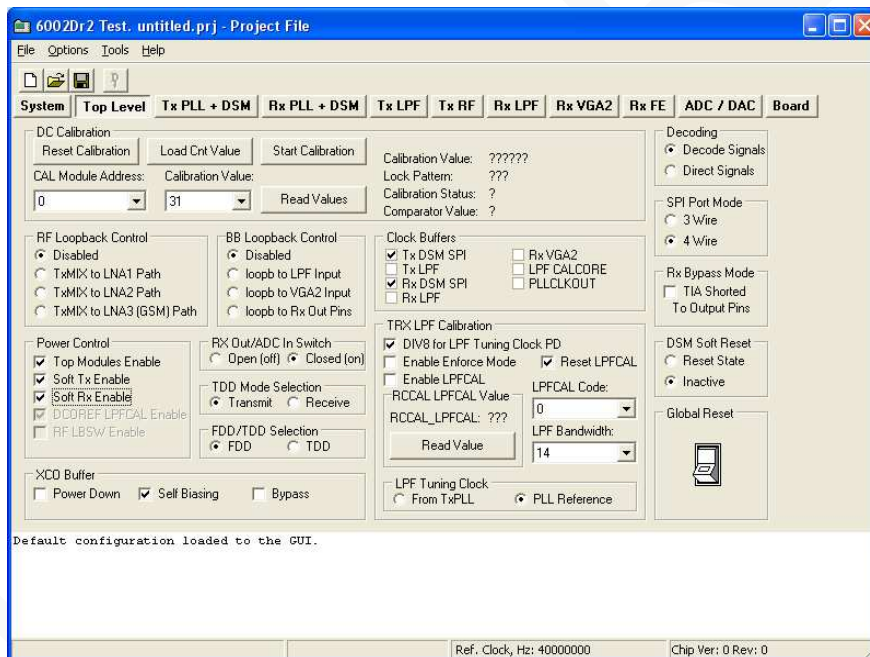 6002Dr2 Test. untitled.prj - Project File
File Options Tools Help
System Top Level Tx PLL + DSM Rx PLL + DSM Tx LPF Tx RF Rx LPF Rx VGA2 Rx FE ADC / DAC Board
DC Calibration
Reset Calibration Load Cnt Value Start Calibration
CAL Module Address: Calibration Value:
0 31 Read Values
Calibration Value: ??????
Lock Pattern: ???
Calibration Status: ?
Comparator Value: ?
Decoding
Decode Signals
Direct Signals
SPI Port Mode
3 Wire
4 Wire
RF Loopback Control
Disabled
TxMIX to LNA1 Path
TxMIX to LNA2 Path
TxMIX to LNA3 (GSM) Path
BB Loopback Control
Disabled
loopb to LPF Input
loopb to VGA2 Input
loopb to Rx Out Pins
Clock Buffers
Tx DSM SPI Rx VGA2
Tx LPF LPF CALCORE
Rx DSM SPI PLLCLKOUT
Rx LPF
Rx Bypass Mode
TIA Shorted
To Output Pins
Power Control
Top Modules Enable
Soft Tx Enable
Soft Rx Enable
DCOREF LPFCAL Enable
RF LBSW Enable
RX Out/ADC In Switch
Open (off) Closed (on)
TDD Mode Selection
Transmit Receive
FDD/TDD Selection
FDD TDD
TRX LPF Calibration
DIV8 for LPF Tuning Clock PD
Enable Enforce Mode Reset LPFCAL
Enable LPFCAL
RCCAL LPFCAL Value
RCCAL_LPFCAL: ???
Read Value
LPFCAL Code:
0
LPF Bandwidth:
14
LPF Tuning Clock
From TxPLL PLL Reference
DSM Soft Reset
Reset State
Inactive
Global Reset
XCO Buffer
Power Down Self Biasing Bypass
Default configuration loaded to the GUI.
Ref. Clock, Hz: 40000000 Chip Ver: 0 Rev: 0